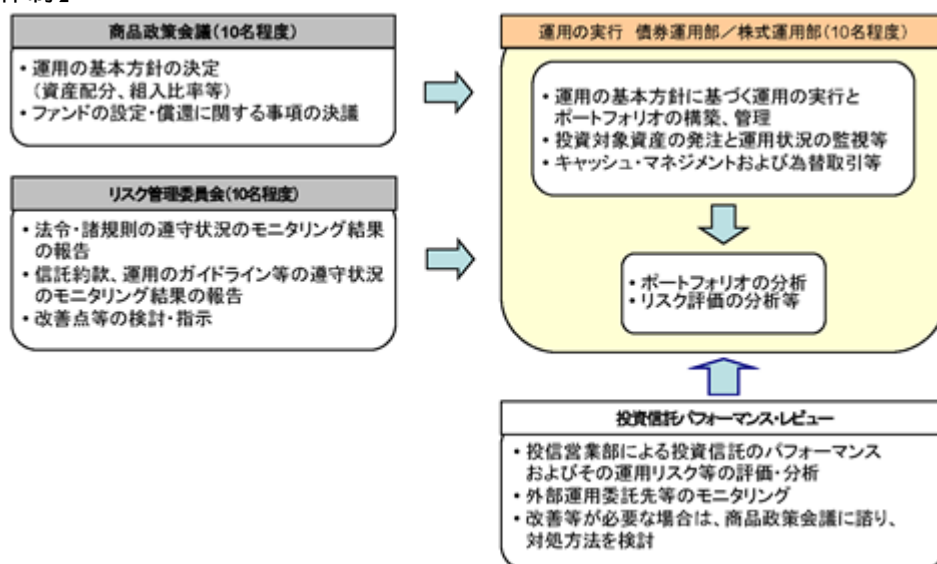 商品政策会議(10名程度)
・運用の基本方針の決定
(資産配分、組入比率等)
・ファンドの設定・償還に関する事項の決議
リスク管理委員会(10名程度)
・法令・諸規則の遵守状況のモニタリング結果
の報告
・信託約款、運用のガイドライン等の遵守状況
のモニタリング結果の報告
・改善点等の検討・指示
運用の実行 債券運用部/株式運用部(10名程度)
・運用の基本方針に基づく運用の実行と
ポートフォリオの構築、管理
・投資対象資産の発注と運用状況の監視等
・キャッシュ・マネジメントおよび為替取引等
・ポートフォリオの分析
・リスク評価の分析等
投資信託パフォーマンス・レビュー
・投信営業部による投資信託のパフォーマンス
およびその運用リスク等の評価・分析
・外部運用委託先等のモニタリング
・改善等が必要な場合は、商品政策会議に諮り、
対処方法を検討